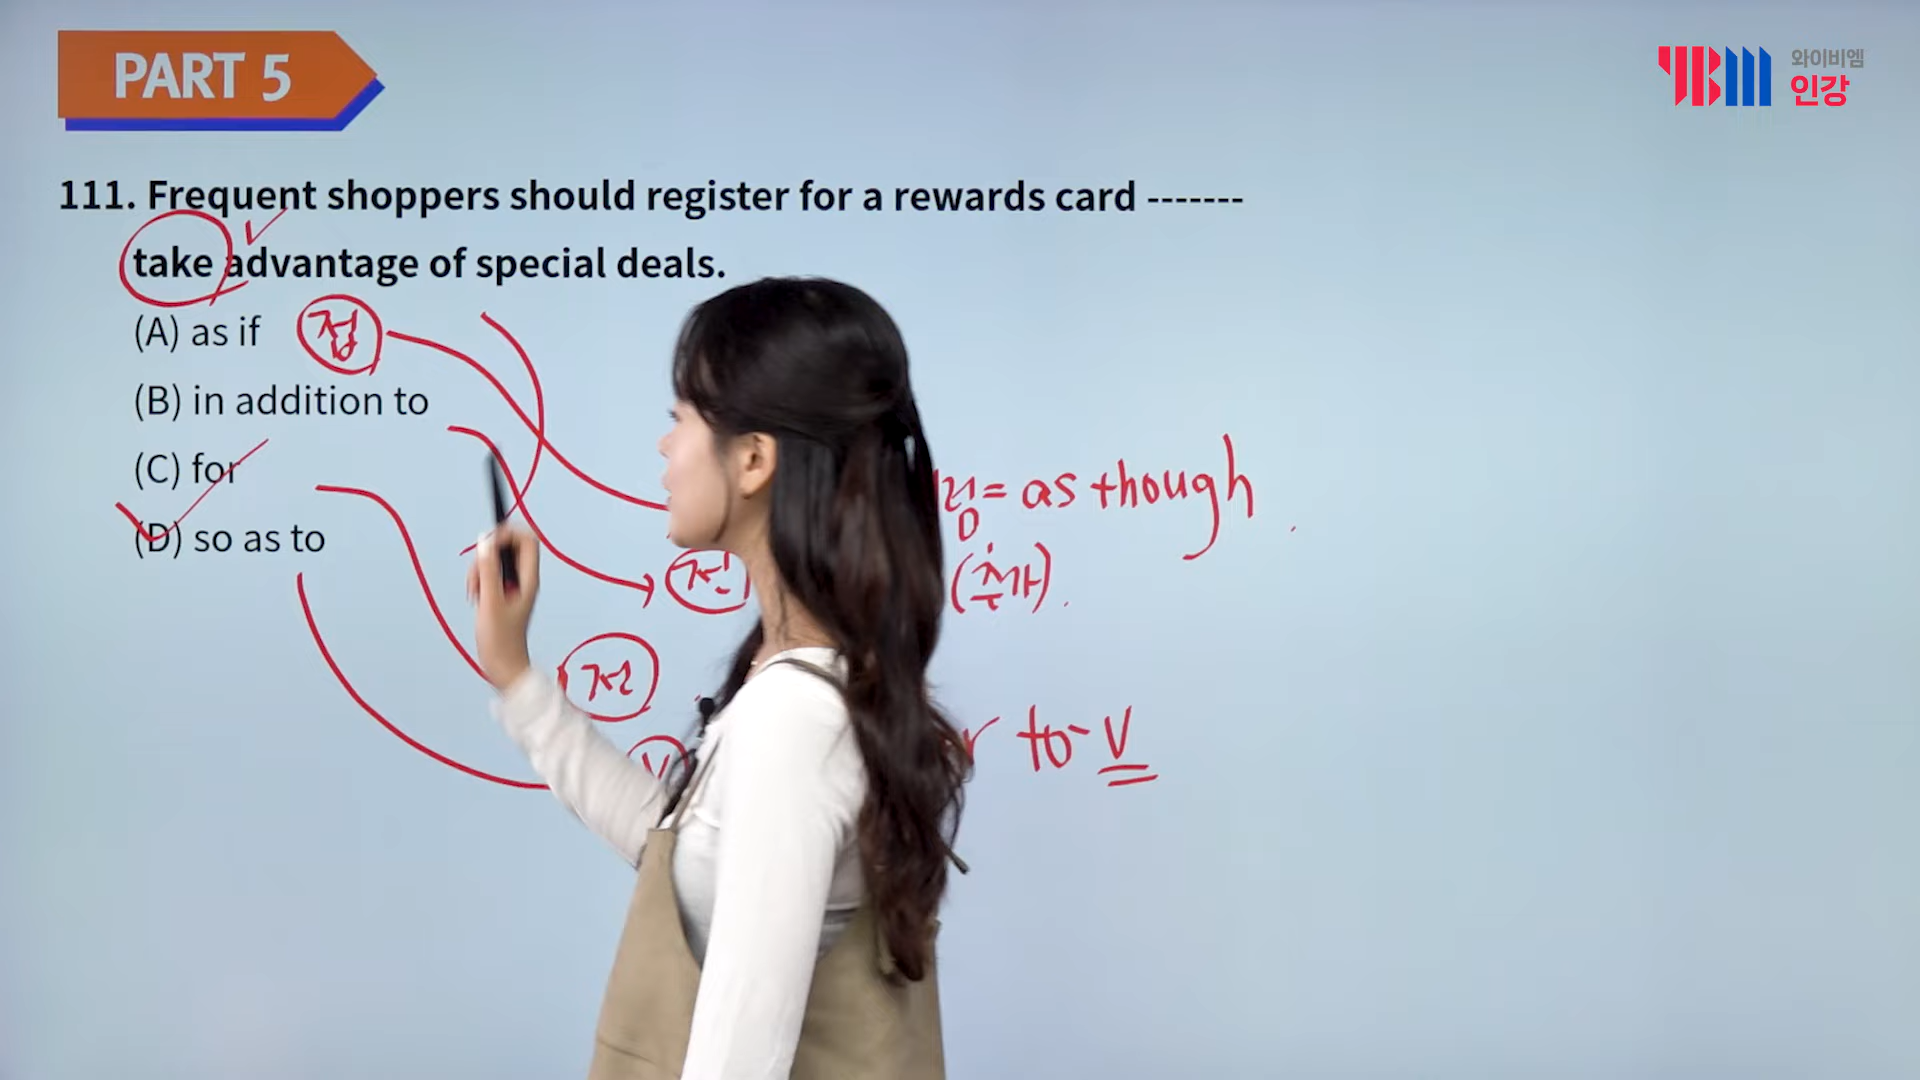 PART 5
YBM 와이비엠
인강
111. Frequent shoppers should register for a rewards card -------
take advantage of special deals.
(A) as if 접
(B) in addition to
(C) for
(D) so as to
= as though
전 (추가).
전
to-V